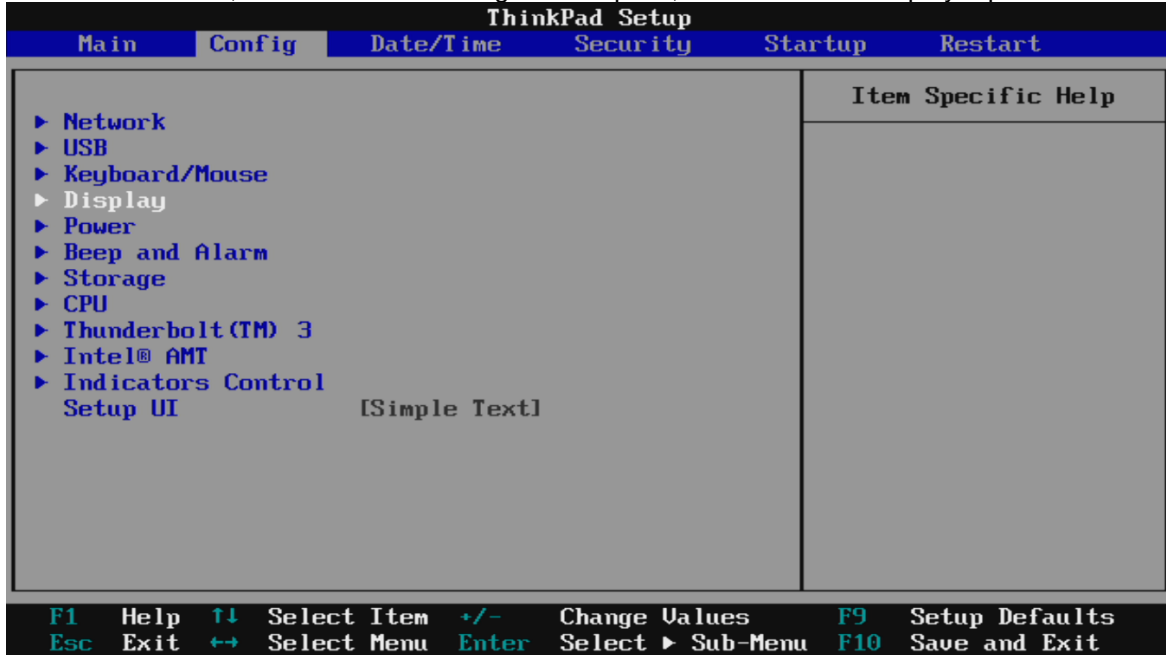 ThinkPad Setup
Main Config Date/Time Security Startup Restart
Item Specific Help
▶ Network
▶ USB
▶ Keyboard/Mouse
▶ Display
▶ Power
▶ Beep and Alarm
▶ Storage
▶ CPU
▶ Thunderbolt(TM) 3
▶ Intel® AMT
▶ Indicators Control
Setup UI [Simple Text]
F1 Help ↑↓ Select Item +/- Change Values F9 Setup Defaults
Esc Exit ←→ Select Menu Enter Select ▶ Sub-Menu F10 Save and Exit